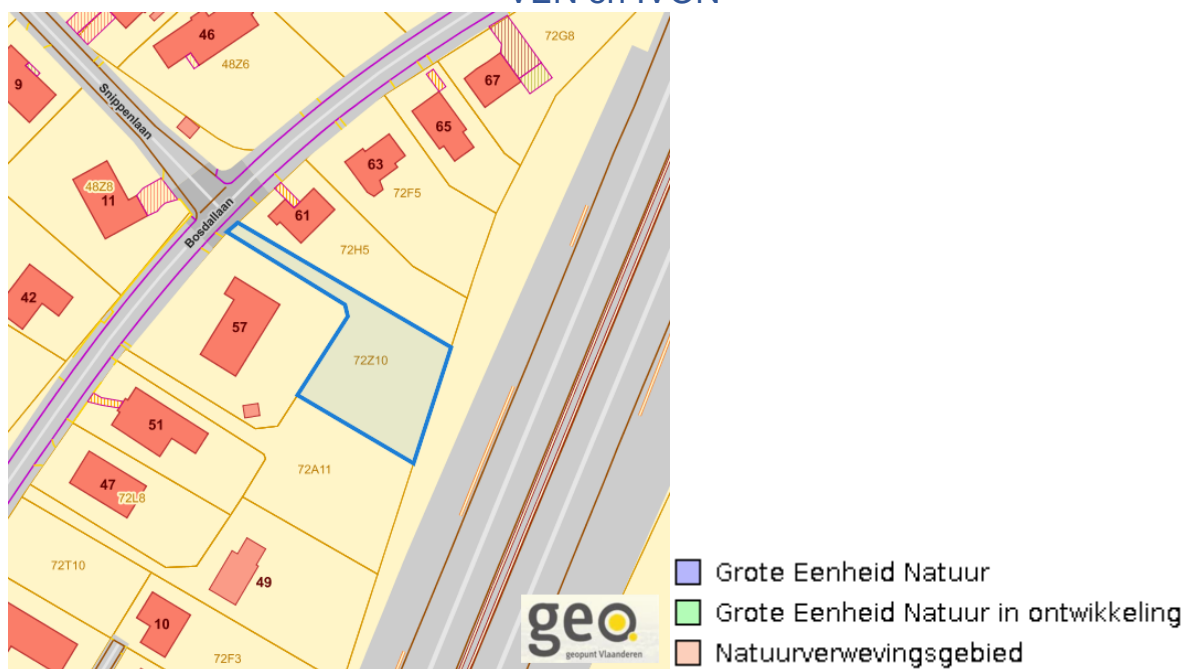 VEN en IVON
46
48Z6
72G8
9
67
Snippenlaan
65
63
11
48Z8
72F5
61
Bosdallaan
72H5
42
57
72Z10
51
72A11
47
72L8
72T10
49
10
72F3
geo
geopunt Vlaanderen
Grote Eenheid Natuur
Grote Eenheid Natuur in ontwikkeling
Natuurverwevingsgebied